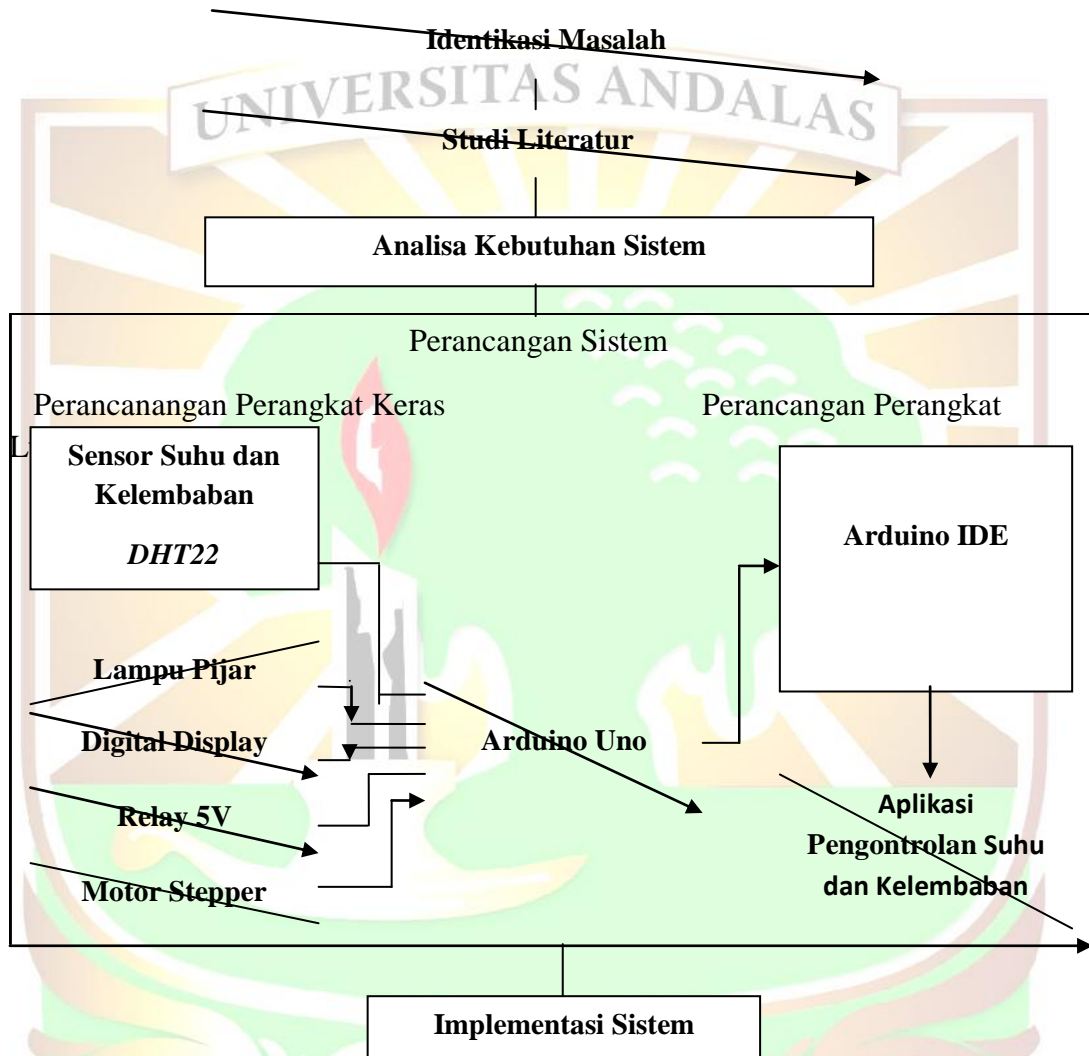 Identikasi Masalah
UNIVERSITAS ANDALAS
Studi Literatur
Analisa Kebutuhan Sistem
Perancangan Sistem
Perancanangan Perangkat Keras
Perancangan Perangkat
L
Sensor Suhu dan
Kelembaban
DHT22
Arduino IDE
Lampu Pijar
Digital Display
Relay 5V
Motor Stepper
Arduino Uno
Aplikasi
Pengontrolan Suhu
dan Kelembaban
Implementasi Sistem